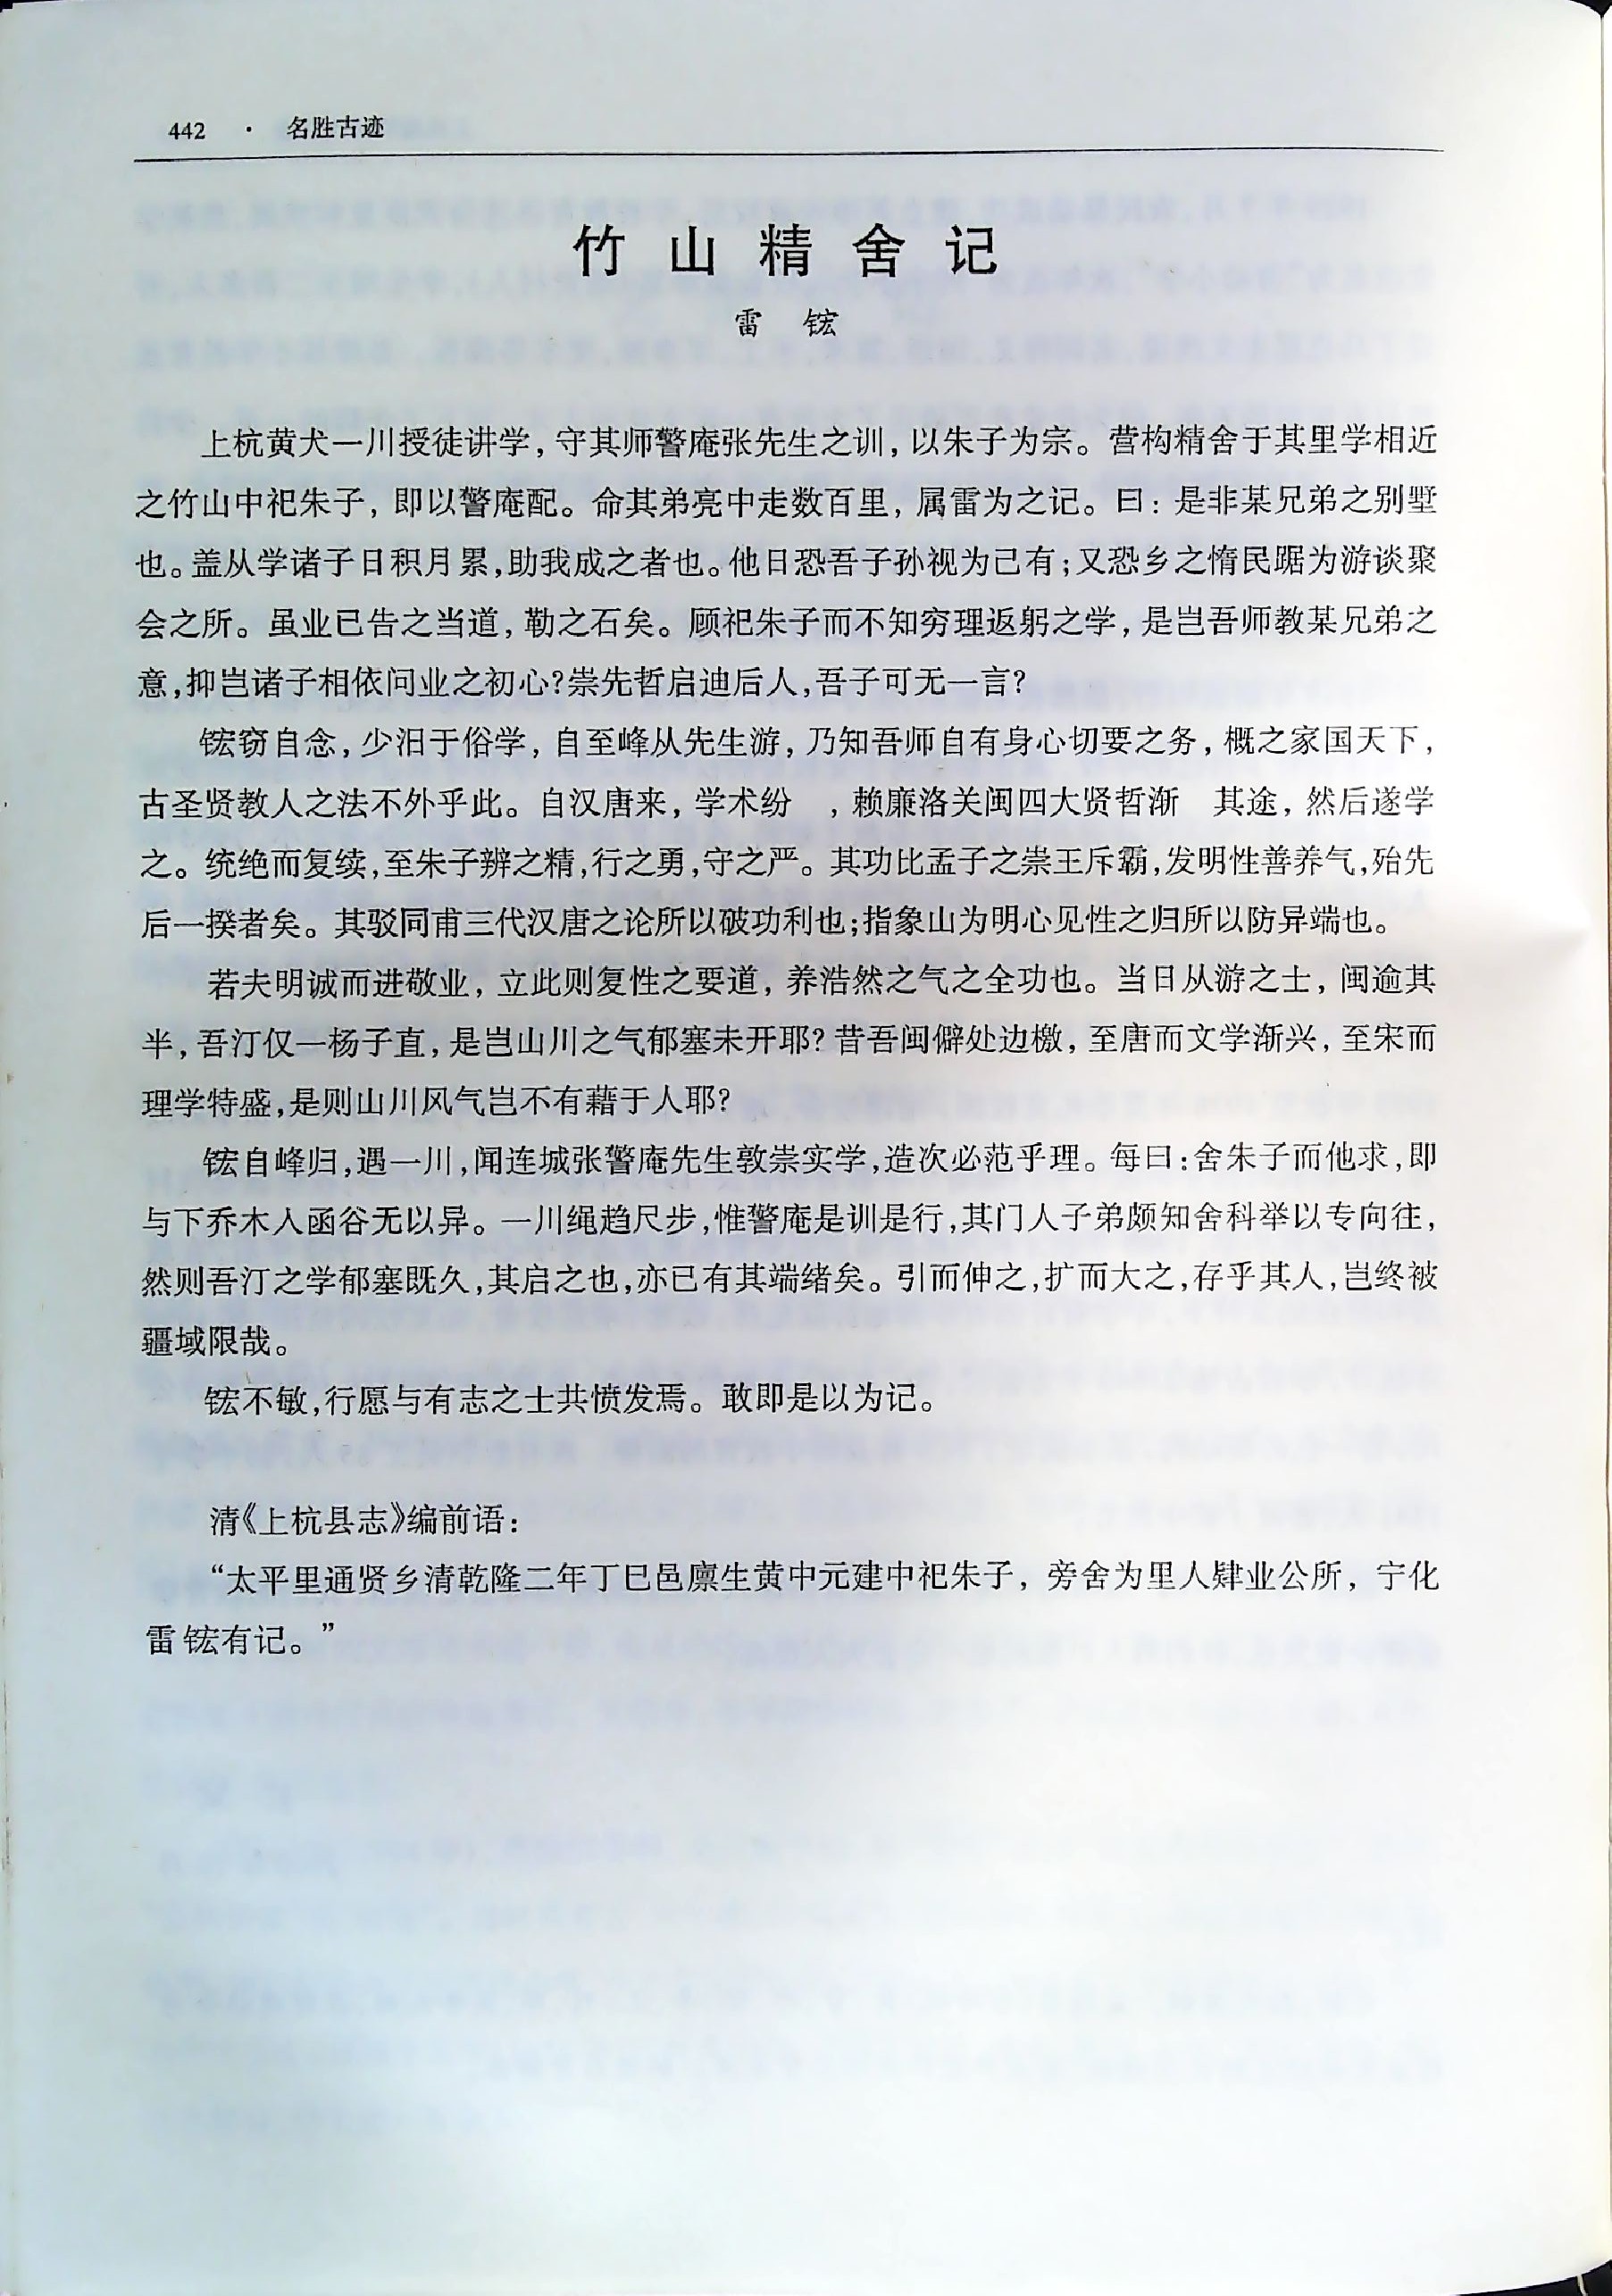 442 · 名胜古迹
竹山精舍记
雷 铉
上杭黄犬一川授徒讲学，守其师警庵张先生之训，以朱子为宗。营构精舍于其里学相近
之竹山中祀朱子，即以警庵配。命其弟亮中走数百里，属雷为之记。曰：是非某兄弟之别墅
也。盖从学诸子日积月累，助我成之者也。他日恐吾子孙视为己有；又恐乡之惰民踞为游谈聚
会之所。虽业已告之当道，勒之石矣。顾祀朱子而不知穷理返躬之学，是岂吾师教某兄弟之
意，抑岂诸子相依问业之初心？崇先哲启迪后人，吾子可无一言？
铉窃自念，少汩于俗学，自至峰从先生游，乃知吾师自有身心切要之务，概之家国天下，
古圣贤教人之法不外乎此。自汉唐来，学术纷　，赖廉洛关闽四大贤哲渐　其途，然后遂学
之。统绝而复续，至朱子辨之精，行之勇，守之严。其功比孟子之崇王斥霸，发明性善养气，殆先
后一揆者矣。其驳同甫三代汉唐之论所以破功利也；指象山为明心见性之归所以防异端也。
若夫明诚而进敬业，立此则复性之要道，养浩然之气之全功也。当日从游之士，闽逾其
半，吾汀仅一杨子直，是岂山川之气郁塞未开耶？昔吾闽僻处边檄，至唐而文学渐兴，至宋而
理学特盛，是则山川风气岂不有藉于人耶？
铉自峰归，遇一川，闻连城张警庵先生敦崇实学，造次必范乎理。每曰：舍朱子而他求，即
与下乔木入函谷无以异。一川绳趋尺步，惟警庵是训是行，其门人子弟颇知舍科举以专向往，
然则吾汀之学郁塞既久，其启之也，亦已有其端绪矣。引而伸之，扩而大之，存乎其人，岂终被
疆域限哉。
铉不敏，行愿与有志之士共愤发焉。敢即是以为记。
清《上杭县志》编前语：
“太平里通贤乡清乾隆二年丁巳邑廪生黄中元建中祀朱子，旁舍为里人肄业公所，宁化
雷铉有记。”